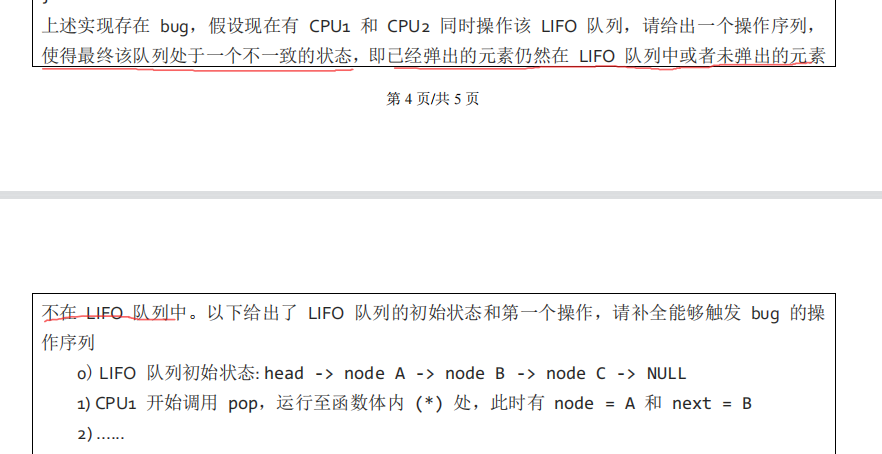 上述实现存在 bug，假设现在有 CPU1 和 CPU2 同时操作该 LIFO 队列，请给出一个操作序列，
使得最终该队列处于一个不一致的状态，即已经弹出的元素仍然在 LIFO 队列中或者未弹出的元素
第 4 页/共 5 页
不在 LIFO 队列中。以下给出了 LIFO 队列的初始状态和第一个操作，请补全能够触发 bug 的操
作序列
0) LIFO 队列初始状态: head -> node A -> node B -> node C -> NULL
1) CPU1 开始调用 pop，运行至函数体内 (*) 处，此时有 node = A 和 next = B
2) ......